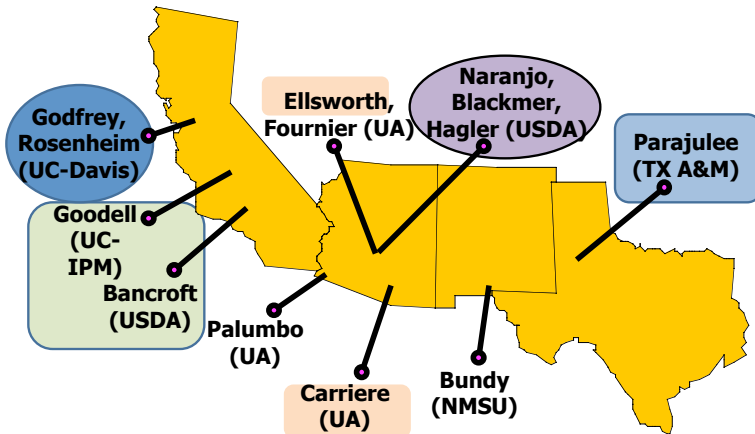 Godfrey,
Rosenheim
(UC-Davis)
Goodell
(UC-
IPM)
Bancroft
(USDA)
Ellsworth,
Fournier (UA)
Naranjo,
Blackmer,
Hagler (USDA)
Parajulee
(TX A&M)
Palumbo
(UA)
Carriere
(UA)
Bundy
(NMSU)